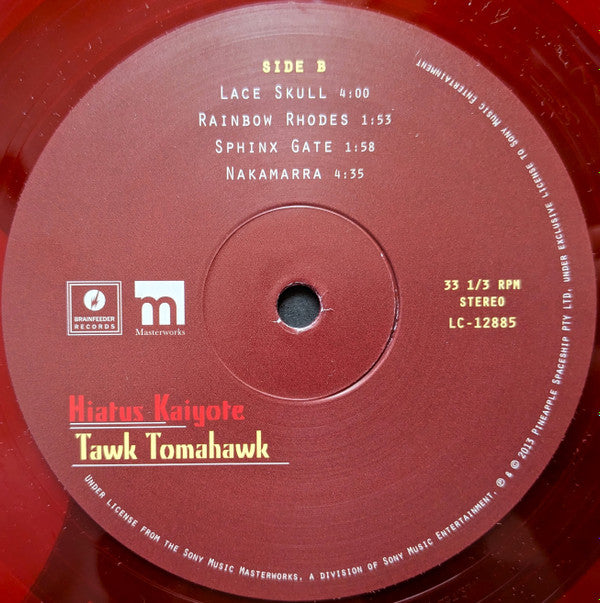 SIDE B
LACE SKULL 4:00
RAINBOW RHODES 1:53
SPHINX GATE 1:58
NAKAMARRA 4:35
BRAINFEEDER
RECORDS
m
Masterworks
33 1/3 RPM
STEREO
LC-12885
Hiatus Kaiyote
Tawk Tomahawk
UNDER LICENSE FROM THE SONY MUSIC MASTERWORKS, A DIVISION OF SONY MUSIC ENTERTAINMENT. ℗ & © 2013 PINEAPPLE SPACESHIP PTY LTD. UNDER EXCLUSIVE LICENSE TO SONY MUSIC ENTERTAINMENT